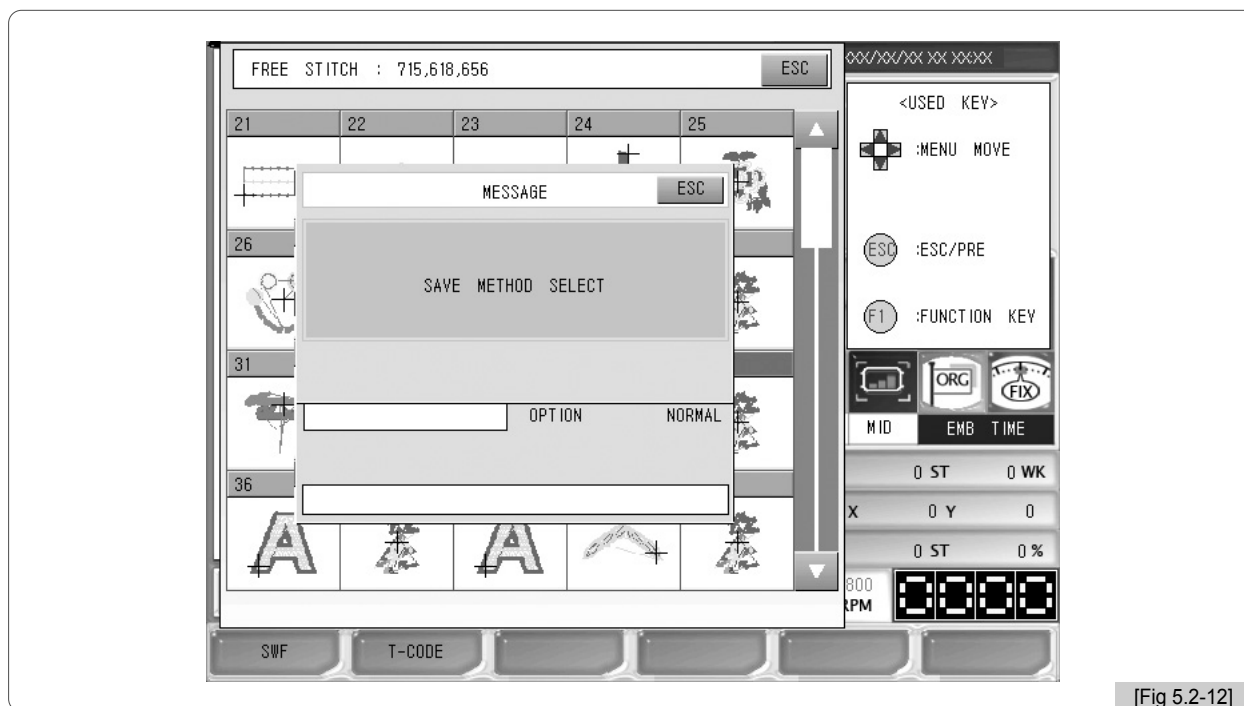 FREE STITCH : 715,618,656 ESC
XX/XX/XX XX XX:XX
<USED KEY>
21 22 23 24 25
:MENU MOVE
MESSAGE ESC
26
ESC :ESC/PRE
SAVE METHOD SELECT
F1 :FUNCTION KEY
31
ORG FIX
OPTION NORMAL
MID EMB TIME
0 ST 0 WK
36
X 0 Y 0
0 ST 0 %
800
RPM
SWF T-CODE
[Fig 5.2-12]